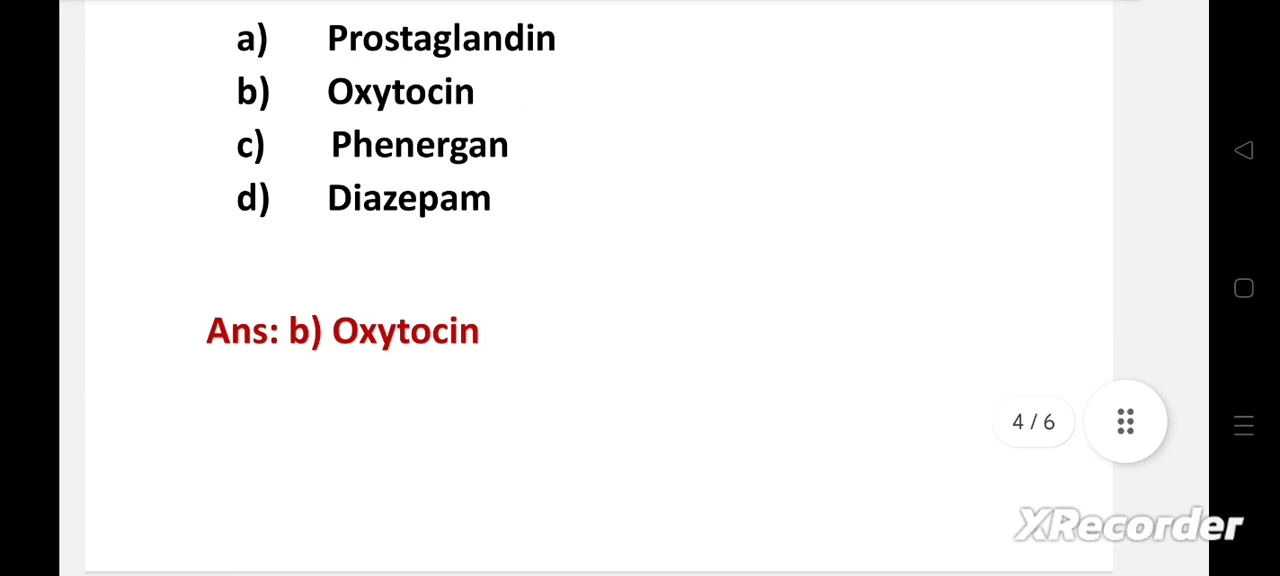 a) Prostaglandin
b) Oxytocin
c) Phenergan
d) Diazepam
Ans: b) Oxytocin
4 / 6
XRecorder